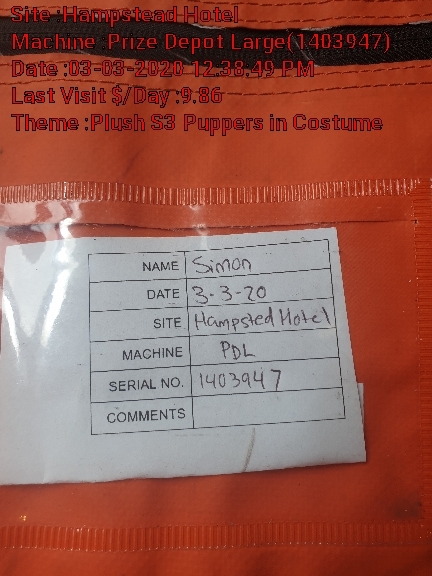 Site :Hampstead Hotel
Machine :Prize Depot Large(1403947)
Date :03-03-2020 12.38.49 PM
Last Visit $/Day :9.86
Theme :Plush S3 Puppers in Costume
NAME Simon
DATE 3-3-20
SITE Hampsted Hotel
MACHINE PDL
SERIAL NO. 1403947
COMMENTS